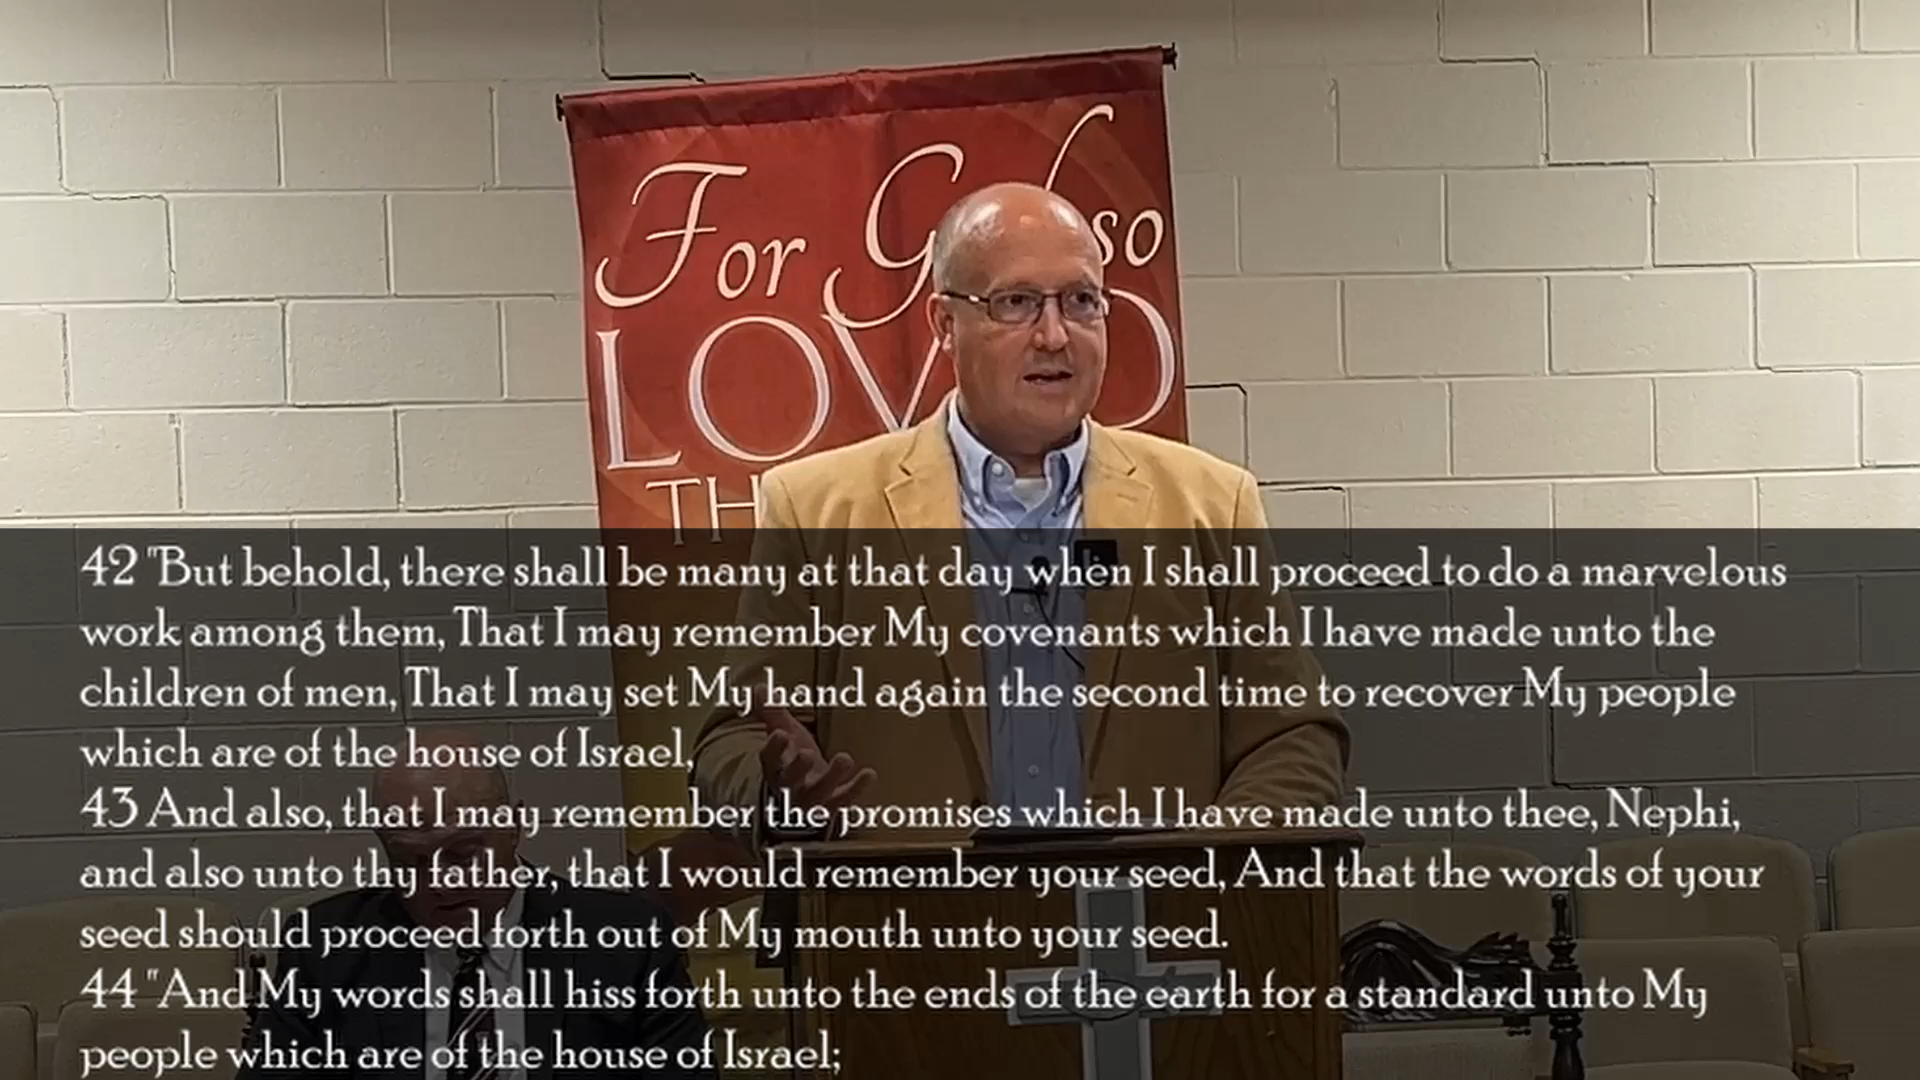 For G so
LOV D
TH
42 "But behold, there shall be many at that day when I shall proceed to do a marvelous
work among them, That I may remember My covenants which I have made unto the
children of men, That I may set My hand again the second time to recover My people
which are of the house of Israel,
43 And also, that I may remember the promises which I have made unto thee, Nephi,
and also unto thy father, that I would remember your seed, And that the words of your
seed should proceed forth out of My mouth unto your seed.
44 "And My words shall hiss forth unto the ends of the earth for a standard unto My
people which are of the house of Israel;